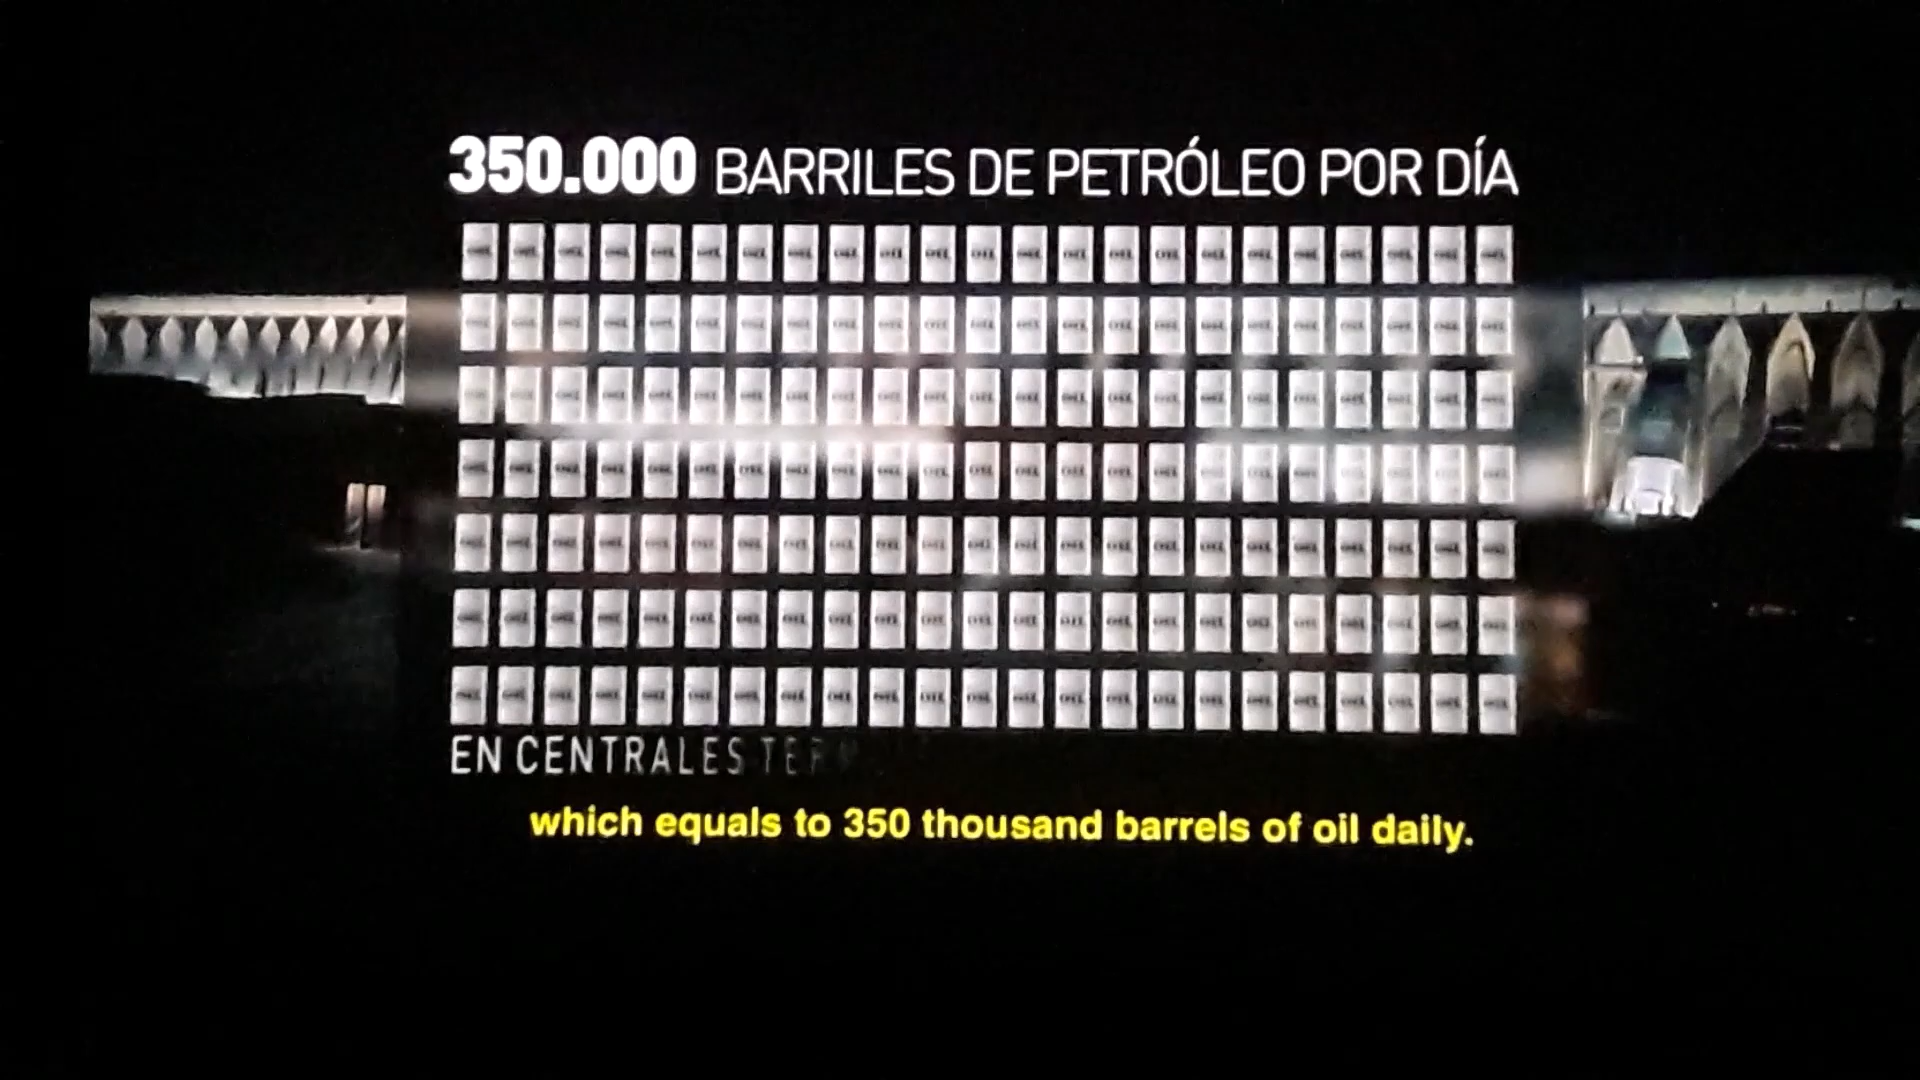 350.000 BARRILES DE PETRÓLEO POR DÍA
EN CENTRALES
which equals to 350 thousand barrels of oil daily.